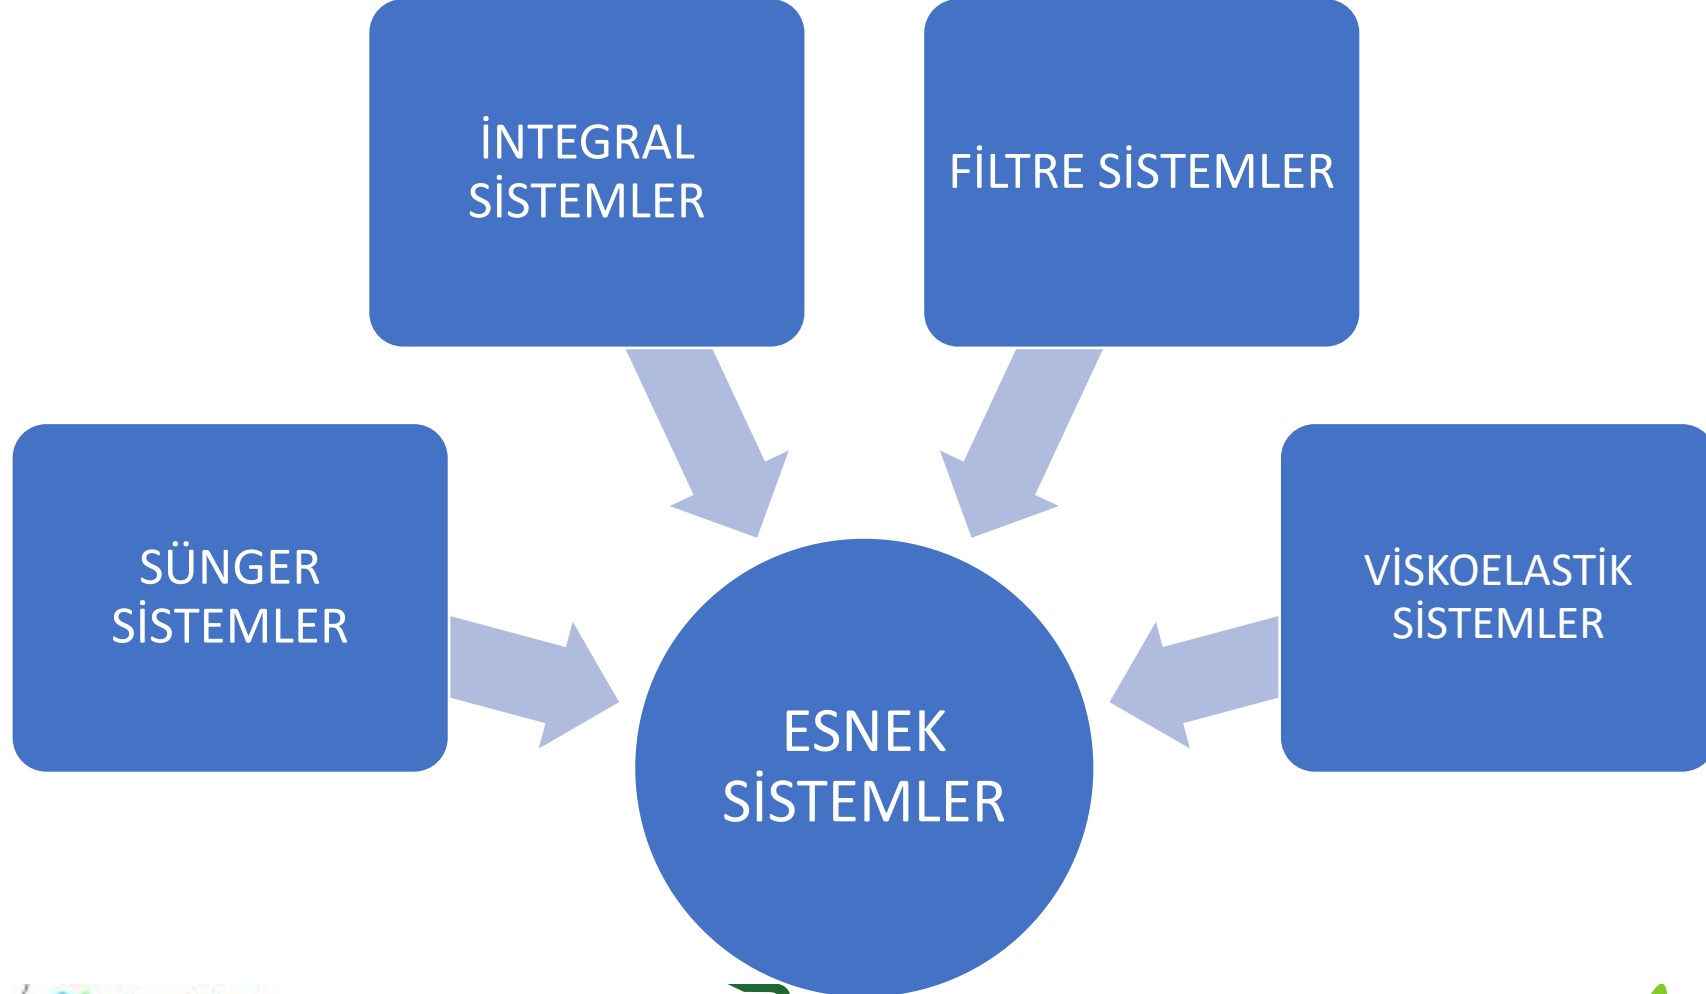 İNTEGRAL
SİSTEMLER
FİLTRE SİSTEMLER
SÜNGER
SİSTEMLER
VİSKOELASTİK
SİSTEMLER
ESNEK
SİSTEMLER